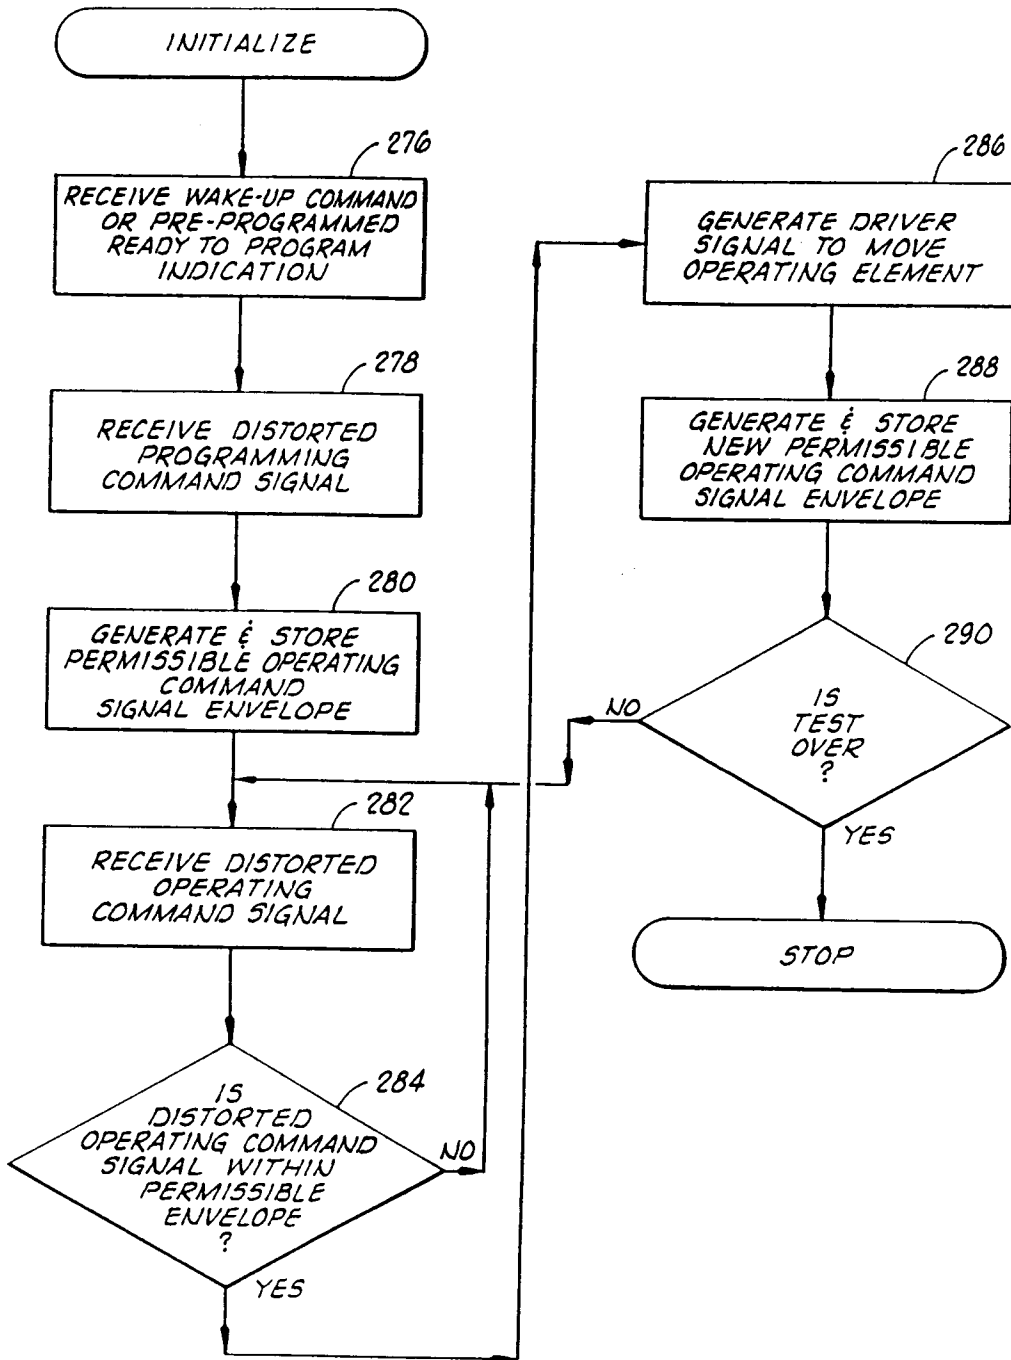 INITIALIZE
276
RECEIVE WAKE-UP COMMAND
OR PRE-PROGRAMMED
READY TO PROGRAM
INDICATION
278
RECEIVE DISTORTED
PROGRAMMING
COMMAND SIGNAL
280
GENERATE & STORE
PERMISSIBLE OPERATING
COMMAND
SIGNAL ENVELOPE
282
RECEIVE DISTORTED
OPERATING
COMMAND SIGNAL
284
IS
DISTORTED
OPERATING COMMAND
SIGNAL WITHIN
PERMISSIBLE
ENVELOPE
?
NO
YES
286
GENERATE DRIVER
SIGNAL TO MOVE
OPERATING ELEMENT
288
GENERATE & STORE
NEW PERMISSIBLE
OPERATING COMMAND
SIGNAL ENVELOPE
290
IS
TEST
OVER
?
NO
YES
STOP